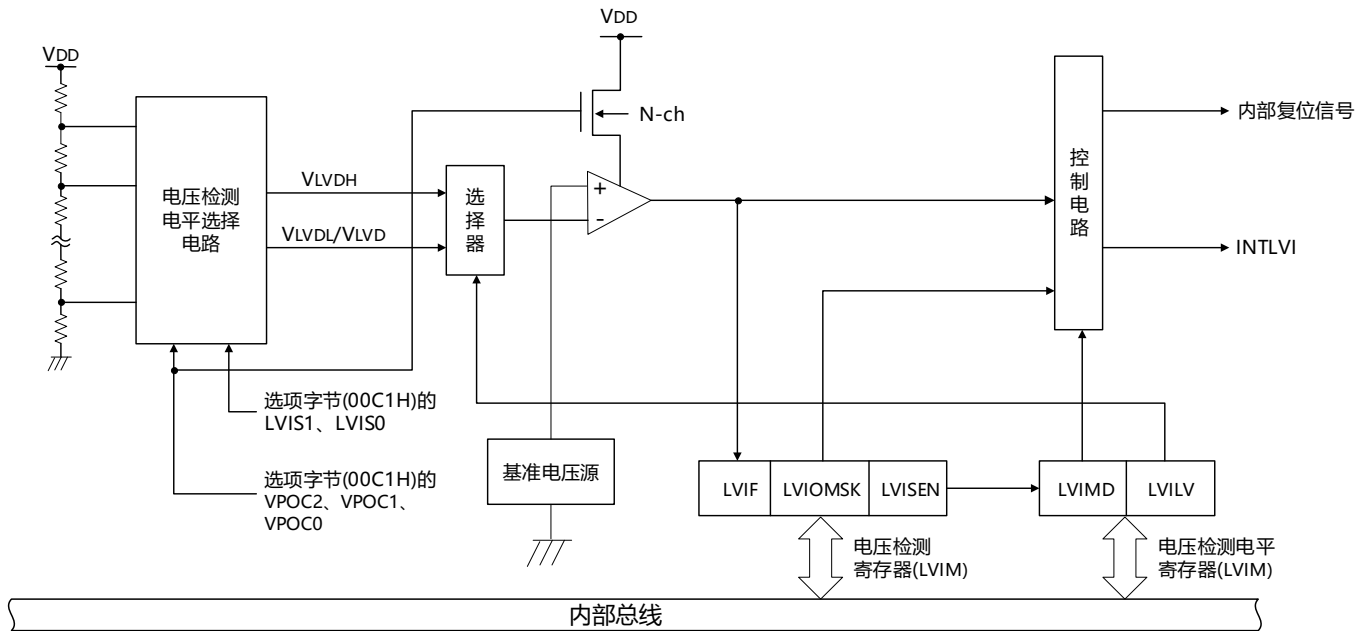 VDD
VDD
N-ch
电压检测
电平选择
电路
VLVDH
VLVDL/VLVD
选
择
器
+
-
控
制
电
路
内部复位信号
INTLVI
选项字节(00C1H)的
LVIS1、LVIS0
选项字节(00C1H)的
VPOC2、VPOC1、
VPOC0
基准电压源
LVIF
LVIOMSK
LVISEN
LVIMD
LVILV
电压检测
寄存器(LVIM)
电压检测电平
寄存器(LVIM)
内部总线